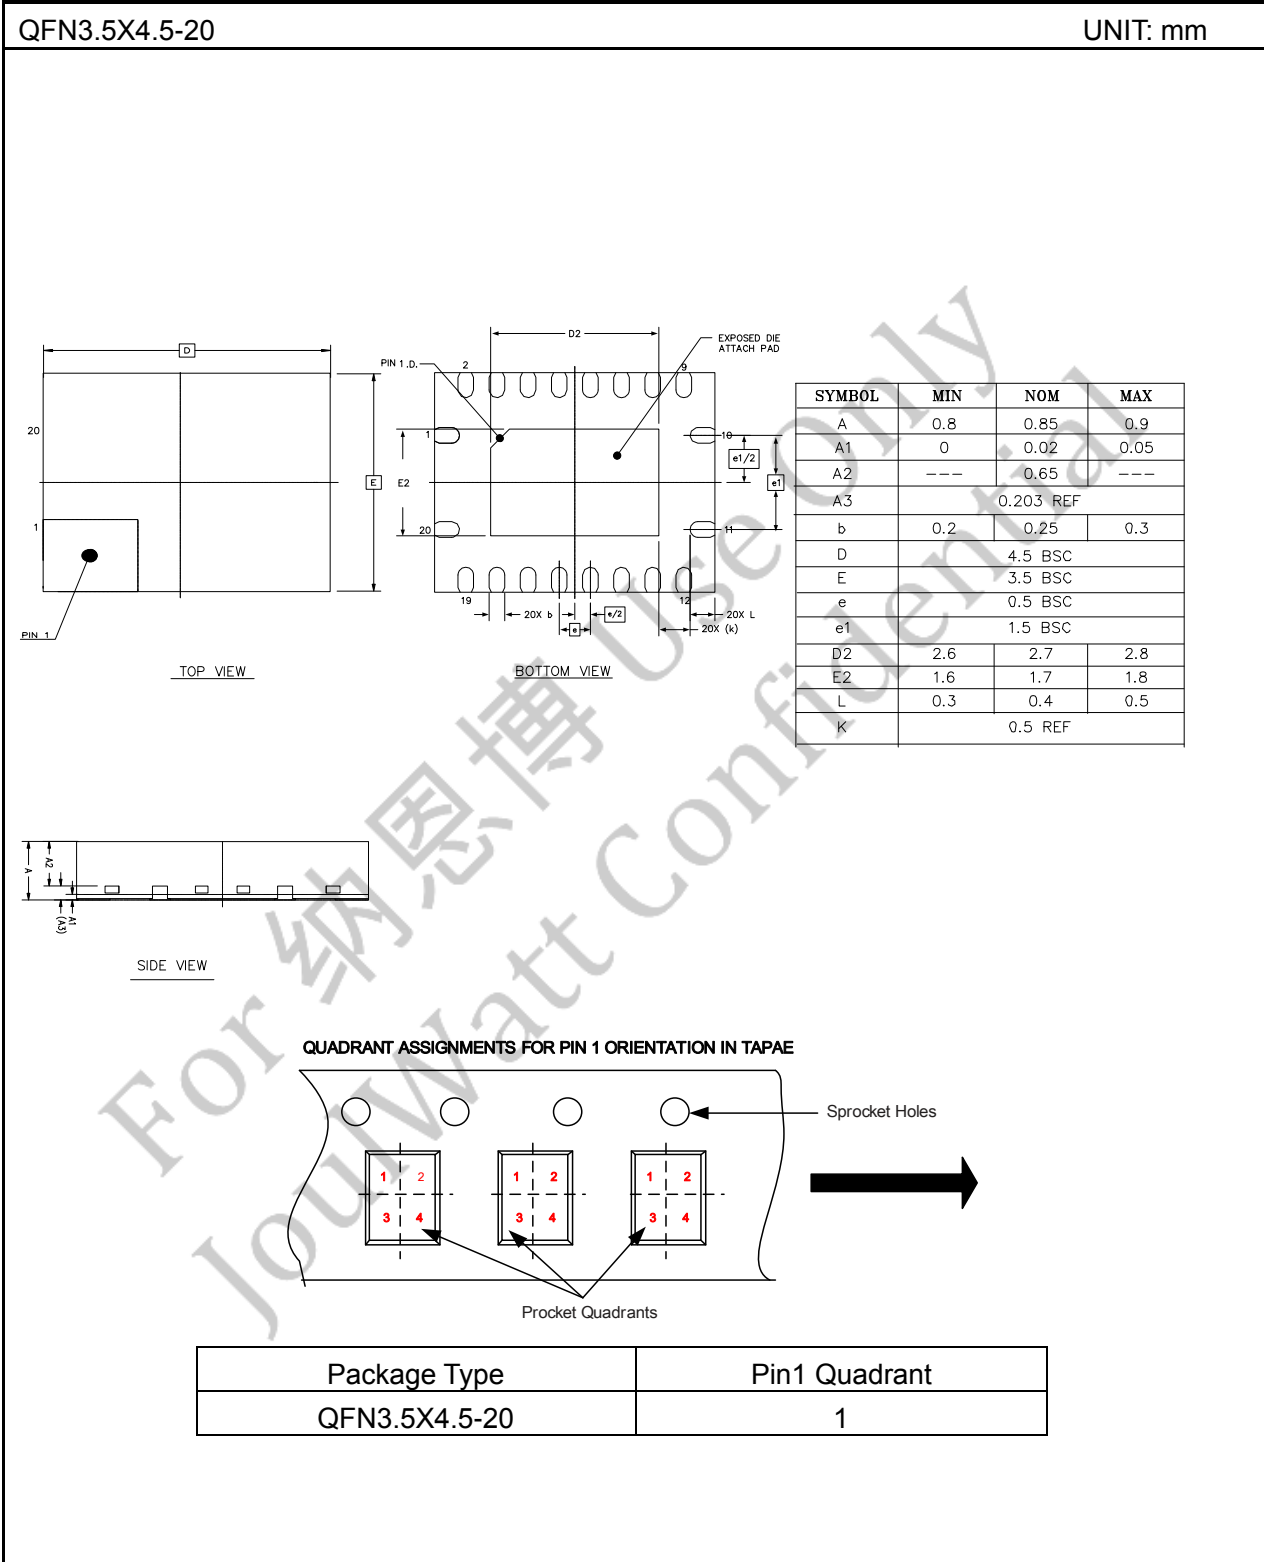 QFN3.5X4.5-20 UNIT: mm
D
20
1
E
PIN 1
TOP VIEW
D2
EXPOSED DIE
ATTACH PAD
PIN 1 I.D.
2
9
1
10
e1/2
E2
e1
20
11
19
12
20X b
e/2
20X L
e
20X (k)
BOTTOM VIEW
SYMBOL MIN NOM MAX
A 0.8 0.85 0.9
A1 0 0.02 0.05
A2 --- 0.65 ---
A3 0.203 REF
b 0.2 0.25 0.3
D 4.5 BSC
E 3.5 BSC
e 0.5 BSC
e1 1.5 BSC
D2 2.6 2.7 2.8
E2 1.6 1.7 1.8
L 0.3 0.4 0.5
K 0.5 REF
A
A2
A1
(A3)
SIDE VIEW
QUADRANT ASSIGNMENTS FOR PIN 1 ORIENTATION IN TAPAE
Sprocket Holes
1 2 1 2 1 2
3 4 3 4 3 4
Procket Quadrants
Package Type Pin1 Quadrant
QFN3.5X4.5-20 1
For 纳恩博 Use Only
JoulWatt Confidential